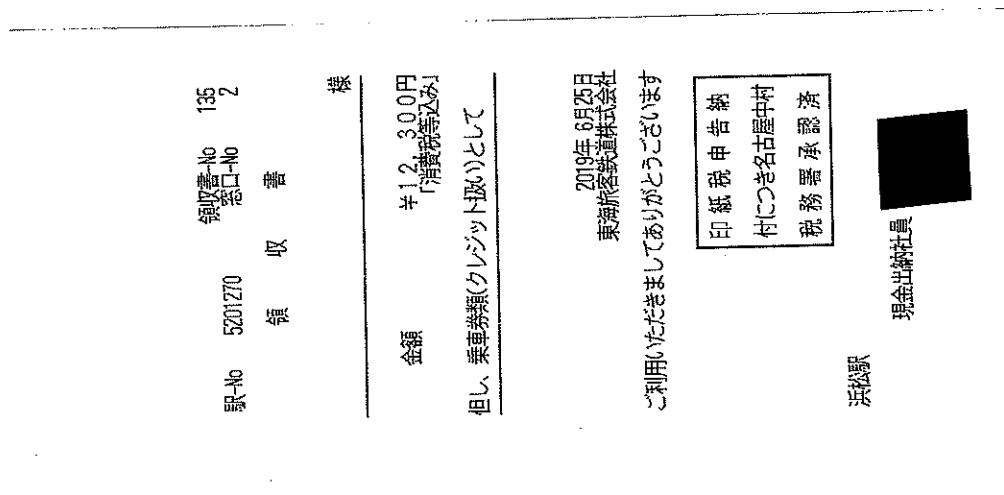 駅-No 5201270 領収書-No 135
窓口-No 2
領収書
様
金額 ¥12,300円
「消費税等込み」
但し、乗車券類(クレジット扱い)として
2019年 6月25日
東海旅客鉄道株式会社
ご利用いただきましてありがとうございます
印紙税申告納
付につき名古屋中村
税務署承認済
浜松駅
現金出納社員